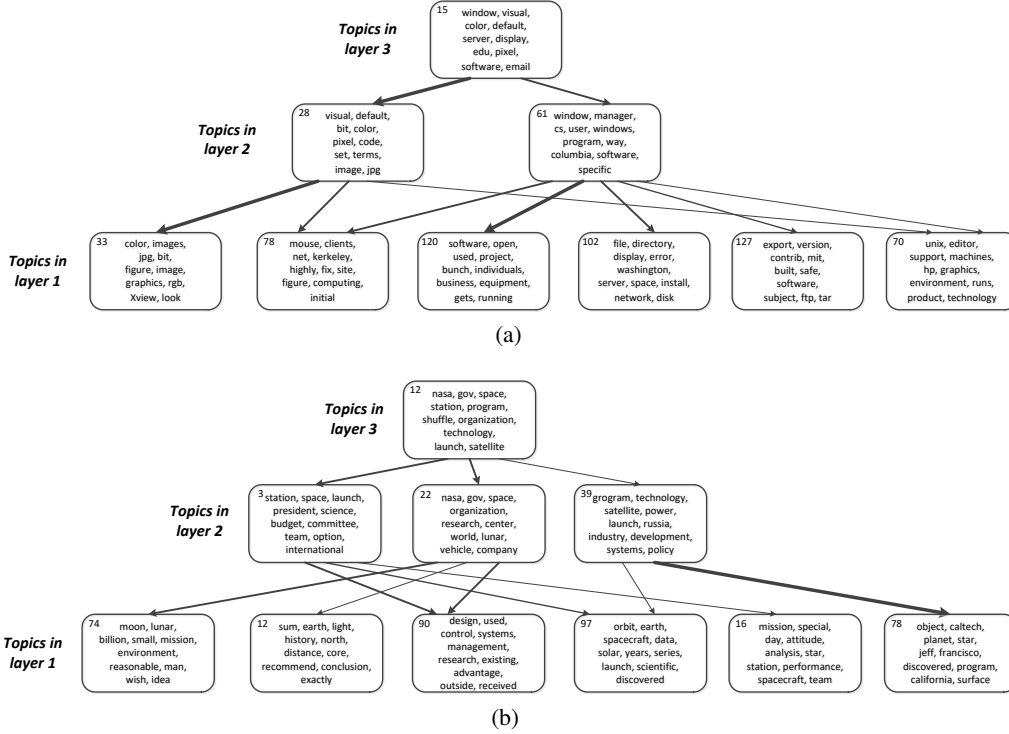 Topics in
layer 3
15
window, visual,
color, default,
server, display,
edu, pixel,
software, email
Topics in
layer 2
28
visual, default,
bit, color,
pixel, code,
set, terms,
image, jpg
61
window, manager,
cs, user, windows,
program, way,
columbia, software,
specific
Topics in
layer 1
33
color, images,
jpg, bit,
figure, image,
graphics, rgb,
Xview, look
78
mouse, clients,
net, kerkeley,
highly, fix, site,
figure, computing,
initial
120
software, open,
used, project,
bunch, individuals,
business, equipment,
gets, running
102
file, directory,
display, error,
washington,
server, space, install,
network, disk
127
export, version,
contrib, mit,
built, safe,
software,
subject, ftp, tar
70
unix, editor,
support, machines,
hp, graphics,
environment, runs,
product, technology
(a)
Topics in
layer 3
12
nasa, gov, space,
station, program,
shuffle, organization,
technology,
launch, satellite
Topics in
layer 2
3
station, space, launch,
president, science,
budget, committee,
team, option,
international
22
nasa, gov, space,
organization,
research, center,
world, lunar,
vehicle, company
39
grogram, technology,
satellite, power,
launch, russia,
industry, development,
systems, policy
Topics in
layer 1
74
moon, lunar,
billion, small, mission,
environment,
reasonable, man,
wish, idea
12
sum, earth, light,
history, north,
distance, core,
recommend, conclusion,
exactly
90
design, used,
control, systems,
management,
research, existing,
advantage,
outside, received
97
orbit, earth,
spacecraft, data,
solar, years, series,
launch, scientific,
discovered
16
mission, special,
day, attitude,
analysis, star,
station, performance,
spacecraft, team
78
object, caltech,
planet, star,
jeff, francisco,
discovered, program,
california, surface
(b)